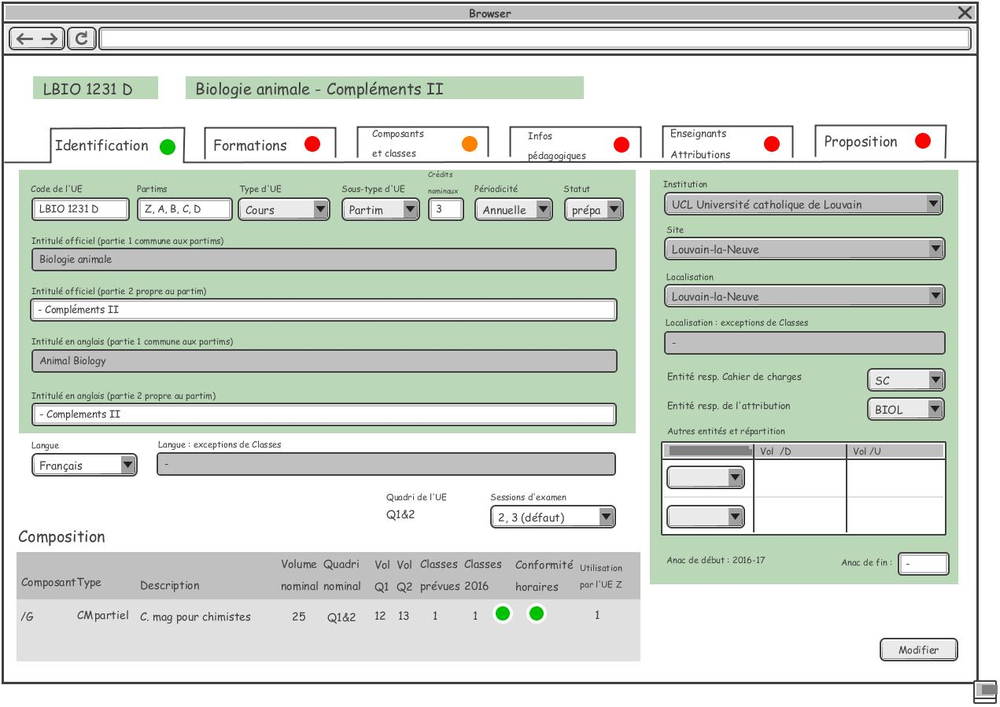 Browser
LBIO 1231 D
Biologie animale - Compléments II
Identification
Formations
Composants
et classes
Infos
pédagogiques
Enseignants
Attributions
Proposition
Code de l'UE
Partims
Type d'UE
Sous-type d'UE
Crédits
nominaux
Périodicité
Statut
LBIO 1231 D
Z, A, B, C, D
Cours
Partim
3
Annuelle
prépa
Intitulé officiel (partie 1 commune aux partims)
Biologie animale
Intitulé officiel (partie 2 propre au partim)
- Compléments II
Intitulé en anglais (partie 1 commune aux partims)
Animal Biology
Intitulé en anglais (partie 2 propre au partim)
- Complements II
Langue
Langue : exceptions de Classes
Français
-
Quadri de l'UE
Sessions d'examen
Q1&2
2, 3 (défaut)
Institution
UCL Université catholique de Louvain
Site
Louvain-la-Neuve
Localisation
Louvain-la-Neuve
Localisation : exceptions de Classes
-
Entité resp. Cahier de charges
SC
Entité resp. de l'attribution
BIOL
Autres entités et répartition
Vol /D
Vol /U
Anac de début : 2016-17
Anac de fin :
-
Composition
Composant
Type
Description
Volume
nominal
Quadri
nominal
Vol
Q1
Vol
Q2
Classes
prévues
Classes
2016
Conformité
horaires
Utilisation
par l'UE Z
/G
CM partiel
C. mag pour chimistes
25
Q1&2
12
13
1
1
1
Modifier